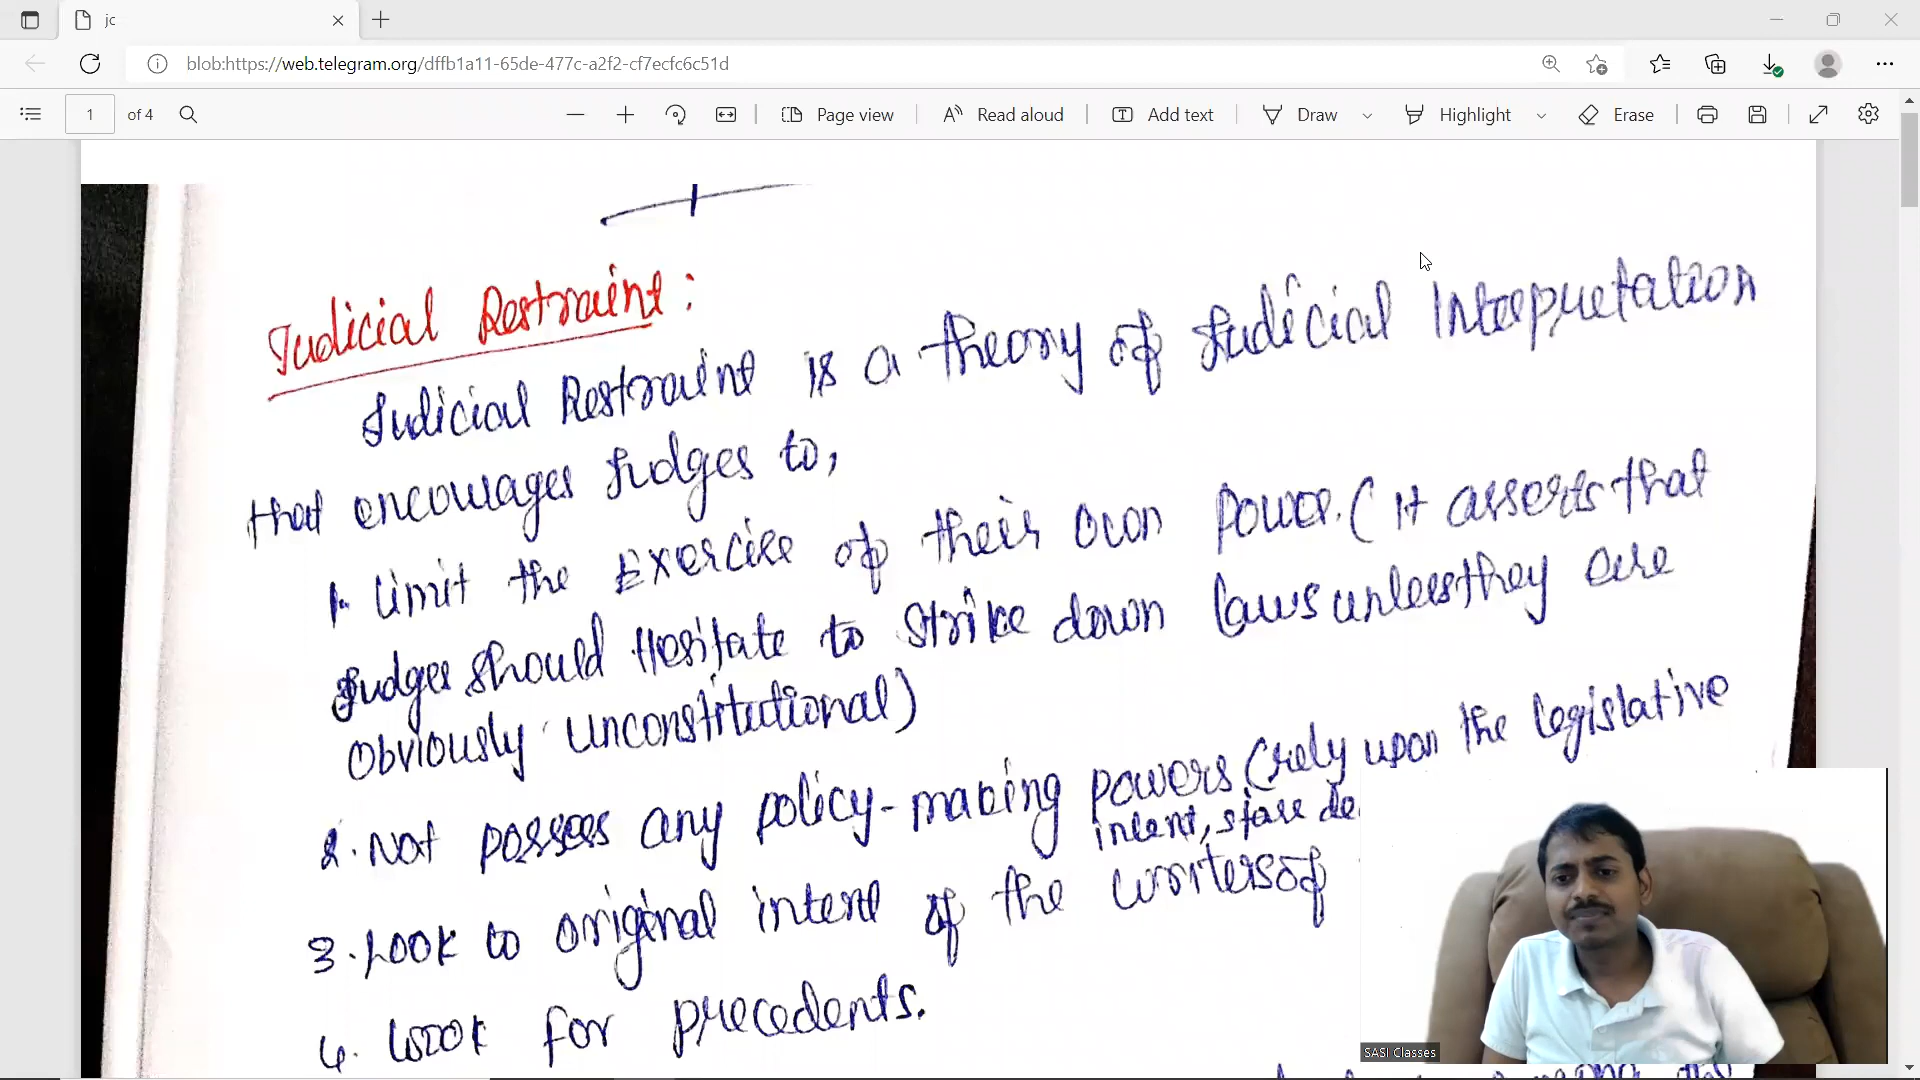 jc
blob:https://web.telegram.org/dffb1a11-65de-477c-a2f2-cf7ecfc6c51d
1 of 4 Page view Read aloud Add text Draw Highlight Erase
Judicial Restraint :
Judicial Restraint is a theory of Judicial Interpretation
that encourages Judges to,
1. Limit the Exercise of their own Power. ( it asserts that
Judges should Hesitate to strike down laws unless they are
Obviously unconstitutional)
2. Not possess any policy-making powers (rely upon the legislative
intent, stare de
3. Look to original intent of the writers of
4. Look for precedents.
SASI Classes